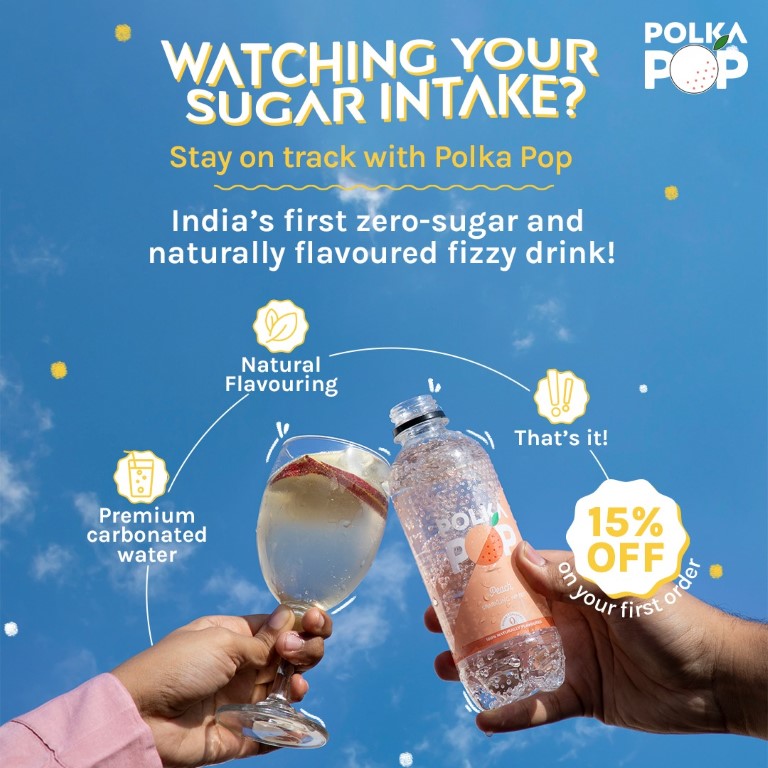 WATCHING YOUR
SUGAR INTAKE?
POLKA
POP
Stay on track with Polka Pop
India's first zero-sugar and
naturally flavoured fizzy drink!
Natural
Flavouring
That's it!
Premium
carbonated
water
15%
OFF
on your first order
POLKA
POP
Peach